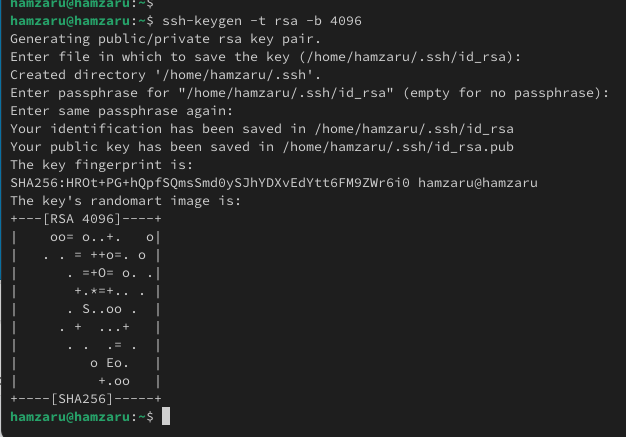 hamzaru@hamzaru:~$
hamzaru@hamzaru:~$ ssh-keygen -t rsa -b 4096
Generating public/private rsa key pair.
Enter file in which to save the key (/home/hamzaru/.ssh/id_rsa):
Created directory '/home/hamzaru/.ssh'.
Enter passphrase for "/home/hamzaru/.ssh/id_rsa" (empty for no passphrase):
Enter same passphrase again:
Your identification has been saved in /home/hamzaru/.ssh/id_rsa
Your public key has been saved in /home/hamzaru/.ssh/id_rsa.pub
The key fingerprint is:
SHA256:HROt+PG+hQpfSQmsSmd0ySJhYDXvEdYtt6FM9ZWr6i0 hamzaru@hamzaru
The key's randomart image is:
+---[RSA 4096]----+
|    oo= o..+.   o|
|   . . = ++o=. o |
|      . =+O= o. .|
|       +.*=+.. . |
|      . S..oo .  |
|     . +  ...+   |
|      . .  .= .  |
|         o Eo.   |
|          +.oo   |
+----[SHA256]-----+
hamzaru@hamzaru:~$